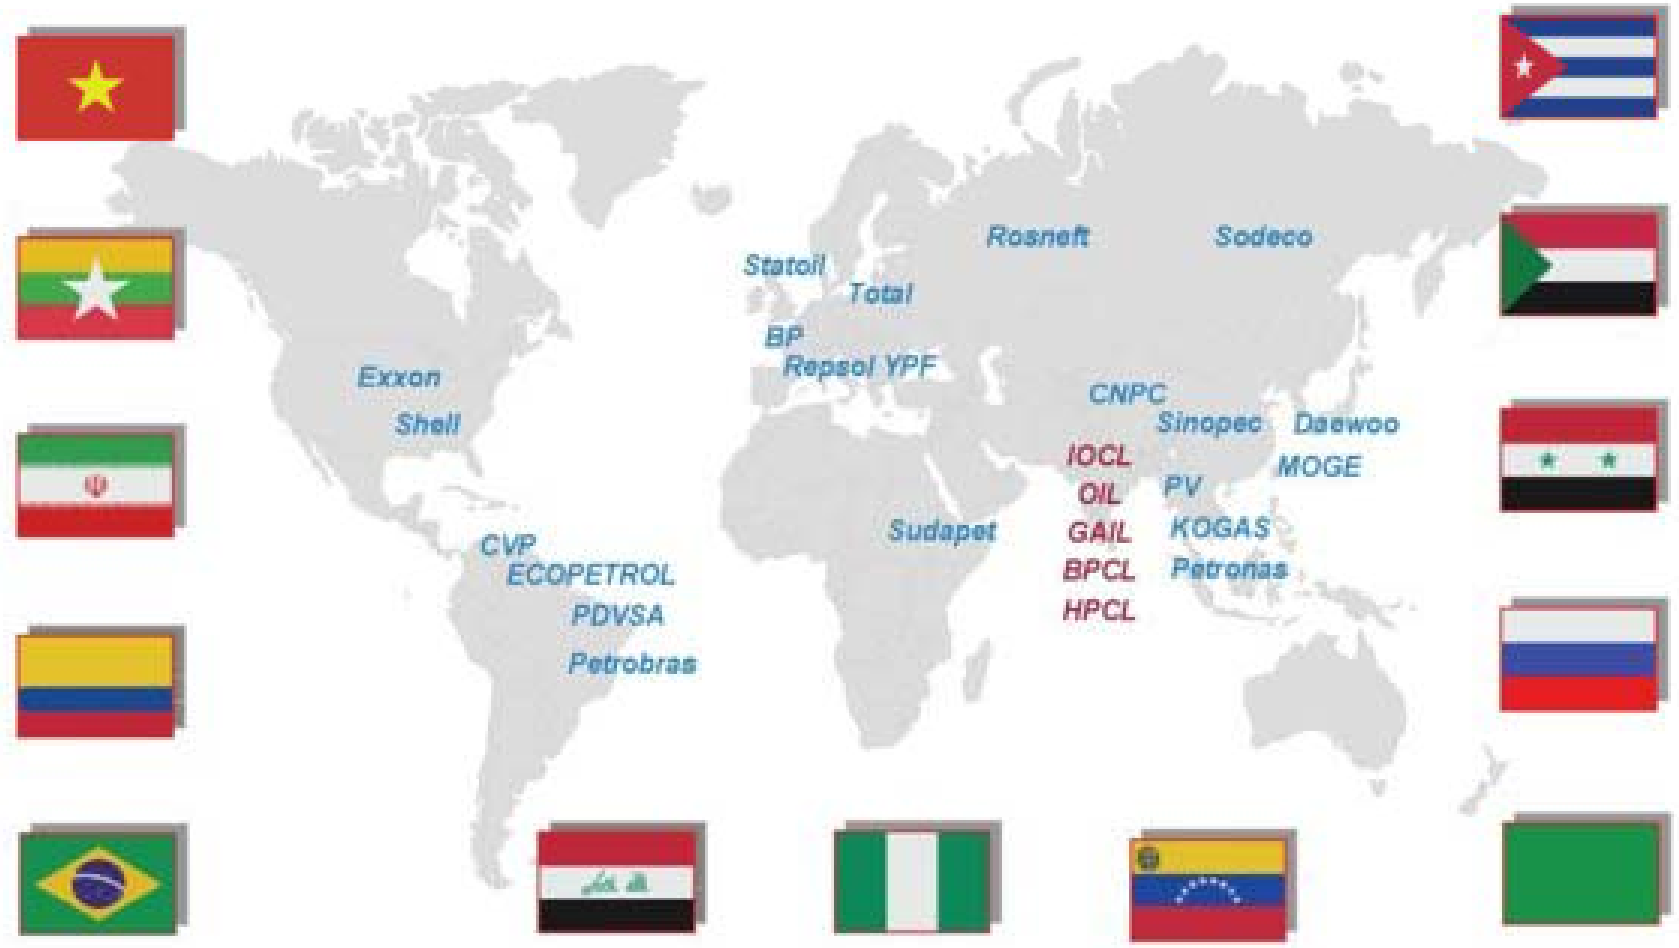 Rosneft
Sodeco
Statoil
Total
BP
Repsol YPF
Exxon
Shell
CNPC
Sinopec
Daewoo
IOCL
MOGE
OIL
PV
GAIL
KOGAS
Sudapet
BPCL
Petronas
HPCL
CVP
ECOPETROL
PDVSA
Petrobras